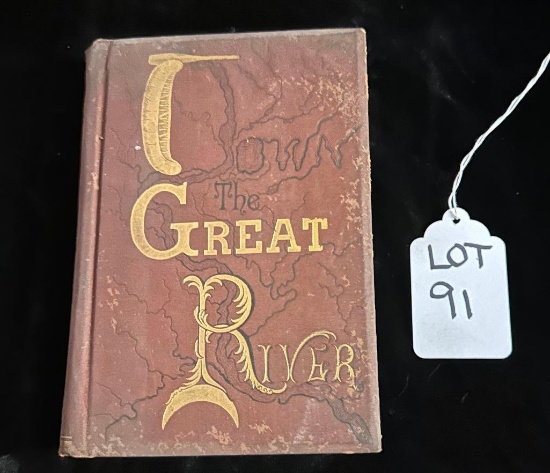 DOWN
The
GREAT
RIVER
LOT
91